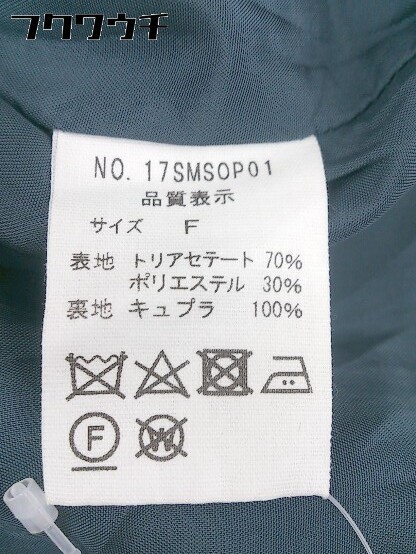 フクワウチ
NO. 17SMSOP01
品質表示
サイズ F
表地 トリアセテート 70%
ポリエステル 30%
裏地 キュプラ 100%
F
W